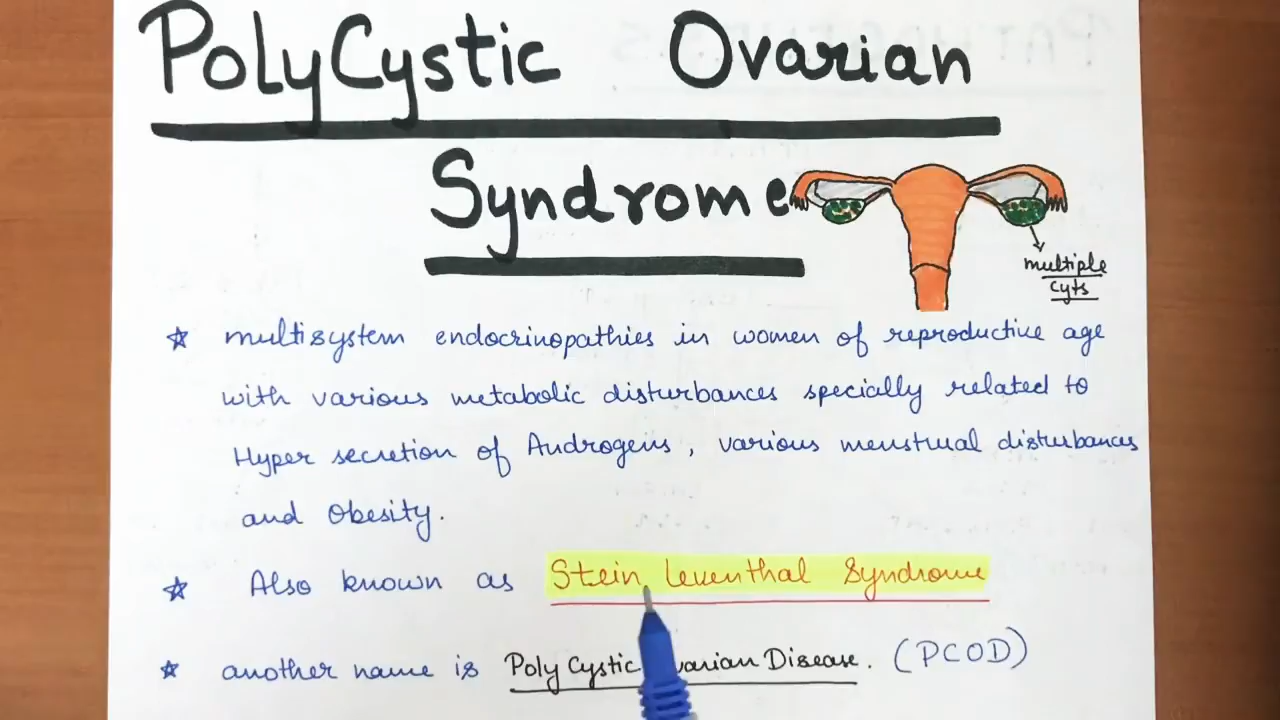 PolyCystic Ovarian
Syndrome
multiple
cyts
☆ multisystem endocrinopathies in women of reproductive age
with various metabolic disturbances specially related to
Hyper secretion of Androgens, various menstrual disturbances
and Obesity.
☆ Also known as Stein leventhal Syndrome
☆ another name is Poly Cystic varian Disease. (PCOD)